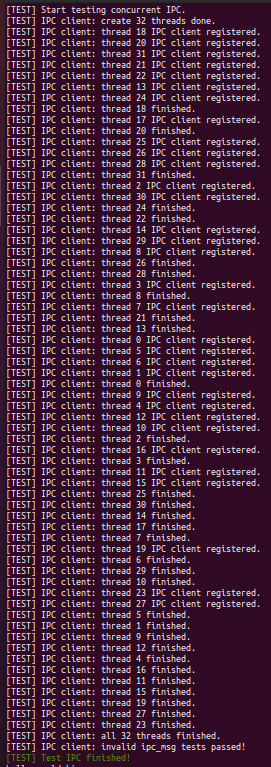 [TEST] Start testing concurrent IPC.
[TEST] IPC client: create 32 threads done.
[TEST] IPC client: thread 18 IPC client registered.
[TEST] IPC client: thread 20 IPC client registered.
[TEST] IPC client: thread 31 IPC client registered.
[TEST] IPC client: thread 21 IPC client registered.
[TEST] IPC client: thread 22 IPC client registered.
[TEST] IPC client: thread 13 IPC client registered.
[TEST] IPC client: thread 24 IPC client registered.
[TEST] IPC client: thread 18 finished.
[TEST] IPC client: thread 17 IPC client registered.
[TEST] IPC client: thread 20 finished.
[TEST] IPC client: thread 25 IPC client registered.
[TEST] IPC client: thread 26 IPC client registered.
[TEST] IPC client: thread 28 IPC client registered.
[TEST] IPC client: thread 31 finished.
[TEST] IPC client: thread 2 IPC client registered.
[TEST] IPC client: thread 30 IPC client registered.
[TEST] IPC client: thread 24 finished.
[TEST] IPC client: thread 22 finished.
[TEST] IPC client: thread 14 IPC client registered.
[TEST] IPC client: thread 29 IPC client registered.
[TEST] IPC client: thread 8 IPC client registered.
[TEST] IPC client: thread 26 finished.
[TEST] IPC client: thread 28 finished.
[TEST] IPC client: thread 3 IPC client registered.
[TEST] IPC client: thread 8 finished.
[TEST] IPC client: thread 7 IPC client registered.
[TEST] IPC client: thread 21 finished.
[TEST] IPC client: thread 13 finished.
[TEST] IPC client: thread 0 IPC client registered.
[TEST] IPC client: thread 5 IPC client registered.
[TEST] IPC client: thread 6 IPC client registered.
[TEST] IPC client: thread 1 IPC client registered.
[TEST] IPC client: thread 0 finished.
[TEST] IPC client: thread 9 IPC client registered.
[TEST] IPC client: thread 4 IPC client registered.
[TEST] IPC client: thread 12 IPC client registered.
[TEST] IPC client: thread 10 IPC client registered.
[TEST] IPC client: thread 2 finished.
[TEST] IPC client: thread 16 IPC client registered.
[TEST] IPC client: thread 3 finished.
[TEST] IPC client: thread 11 IPC client registered.
[TEST] IPC client: thread 15 IPC client registered.
[TEST] IPC client: thread 25 finished.
[TEST] IPC client: thread 30 finished.
[TEST] IPC client: thread 14 finished.
[TEST] IPC client: thread 17 finished.
[TEST] IPC client: thread 7 finished.
[TEST] IPC client: thread 19 IPC client registered.
[TEST] IPC client: thread 6 finished.
[TEST] IPC client: thread 29 finished.
[TEST] IPC client: thread 10 finished.
[TEST] IPC client: thread 23 IPC client registered.
[TEST] IPC client: thread 27 IPC client registered.
[TEST] IPC client: thread 5 finished.
[TEST] IPC client: thread 1 finished.
[TEST] IPC client: thread 9 finished.
[TEST] IPC client: thread 12 finished.
[TEST] IPC client: thread 4 finished.
[TEST] IPC client: thread 16 finished.
[TEST] IPC client: thread 11 finished.
[TEST] IPC client: thread 15 finished.
[TEST] IPC client: thread 19 finished.
[TEST] IPC client: thread 27 finished.
[TEST] IPC client: thread 23 finished.
[TEST] IPC client: all 32 threads finished.
[TEST] IPC client: invalid ipc_msg tests passed!
[TEST] Test IPC finished!